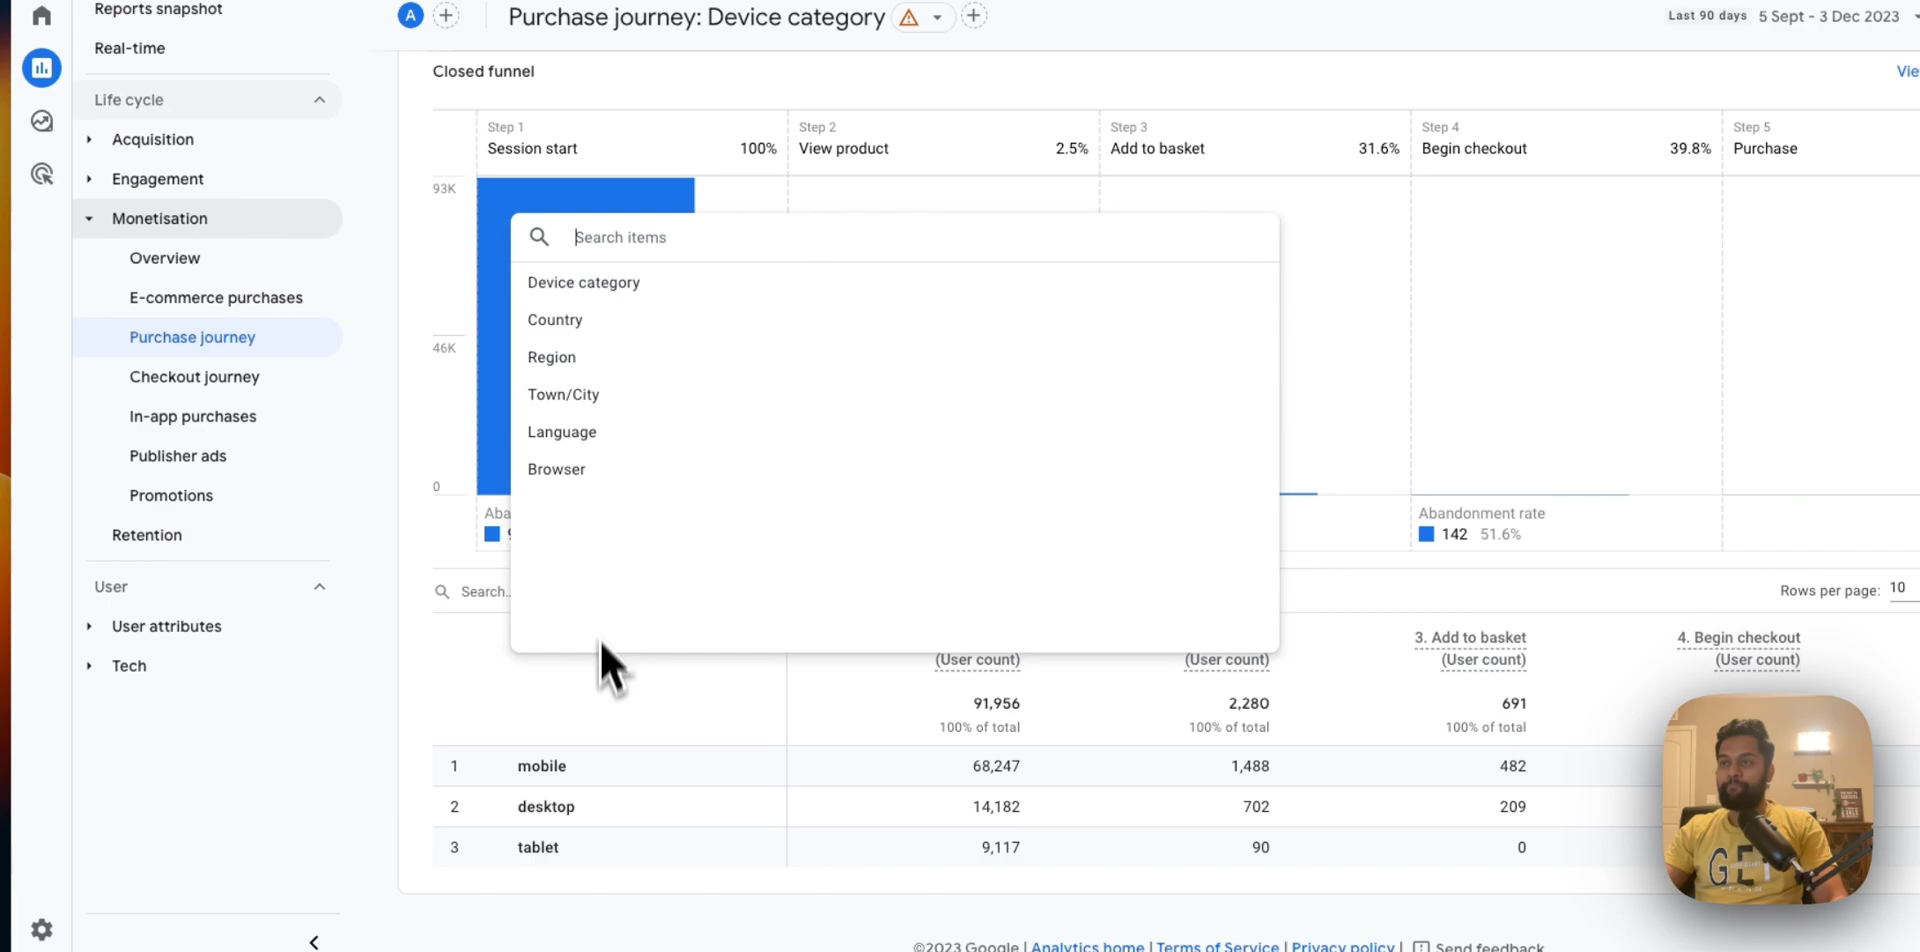 Reports snapshot
Real-time
Life cycle
Acquisition
Engagement
Monetisation
Overview
E-commerce purchases
Purchase journey
Checkout journey
In-app purchases
Publisher ads
Promotions
Retention
User
User attributes
Tech
A
Purchase journey: Device category
Last 90 days 5 Sept - 3 Dec 2023
Closed funnel
Vie
Step 1 Step 2 Step 3 Step 4 Step 5
Session start 100% View product 2.5% Add to basket 31.6% Begin checkout 39.8% Purchase
93K
46K
0
Search items
Device category
Country
Region
Town/City
Language
Browser
Aba
Abandonment rate
142 51.6%
Search..
Rows per page: 10
3. Add to basket 4. Begin checkout
(User count) (User count) (User count) (User count)
91,956 2,280 691
100% of total 100% of total 100% of total
1 mobile 68,247 1,488 482
2 desktop 14,182 702 209
3 tablet 9,117 90 0
GET
©2023 Google | Analytics home | Terms of Service | Privacy policy | Send feedback